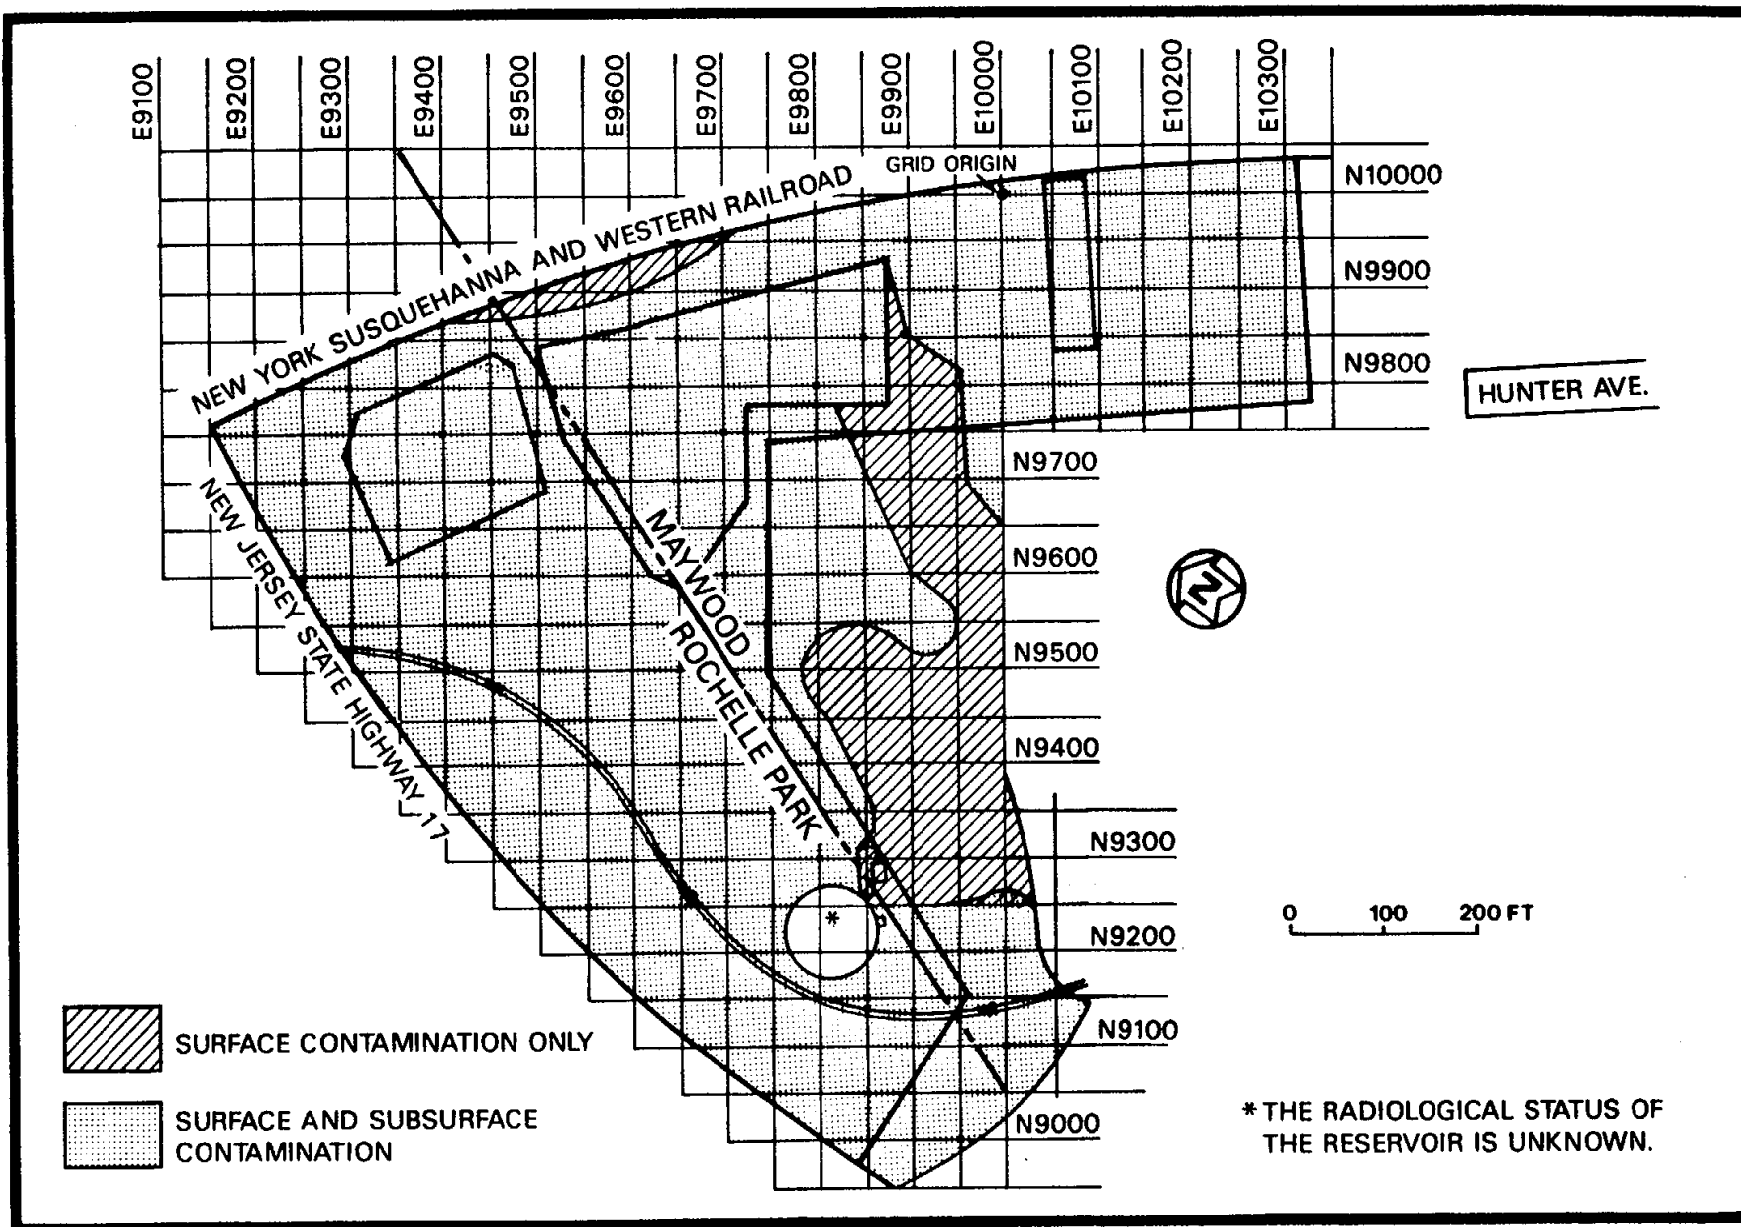 E9100
E9200
E9300
E9400
E9500
E9600
E9700
E9800
E9900
E10000
E10100
E10200
E10300
GRID ORIGIN
NEW YORK SUSQUEHANNA AND WESTERN RAILROAD
N10000
N9900
N9800
HUNTER AVE.
N9700
N9600
N9500
N9400
N9300
N9200
N9100
N9000
MAYWOOD
ROCHELLE PARK
NEW JERSEY STATE HIGHWAY 17
N
*
0 100 200 FT
SURFACE CONTAMINATION ONLY
SURFACE AND SUBSURFACE
CONTAMINATION
* THE RADIOLOGICAL STATUS OF
THE RESERVOIR IS UNKNOWN.